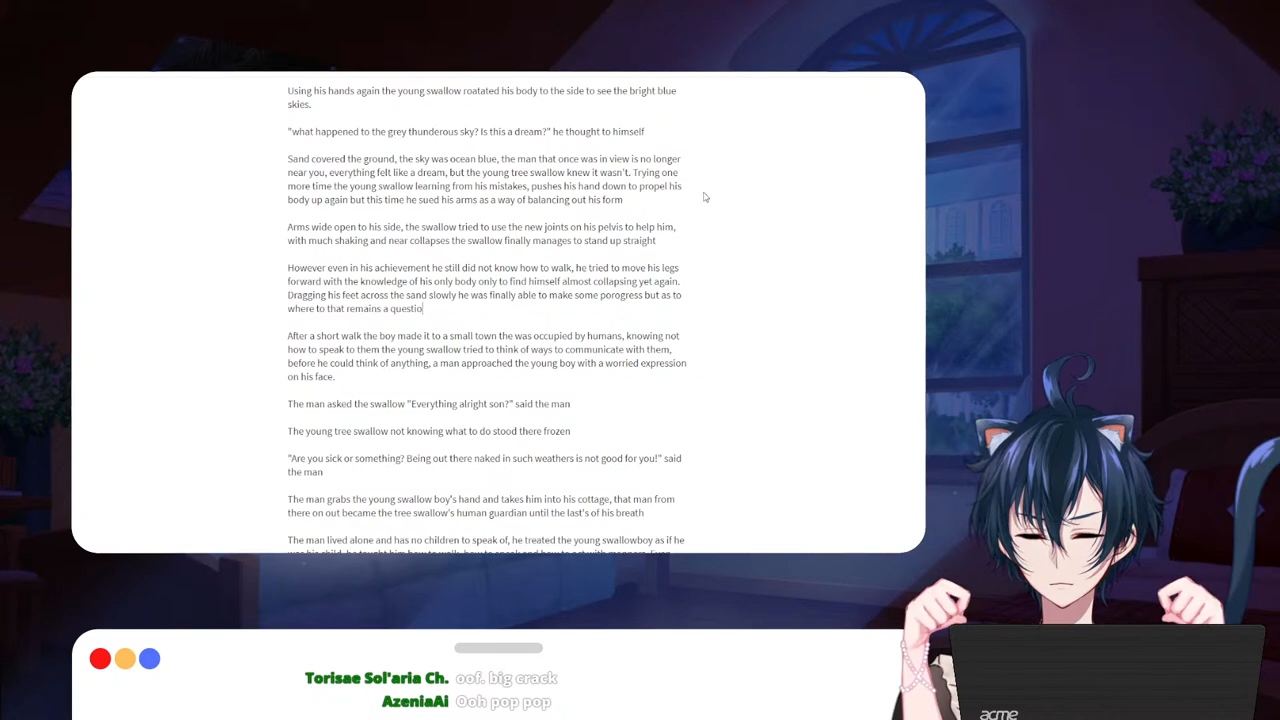 Using his hands again the young swallow roatated his body to the side to see the bright blue
skies.
"what happened to the grey thunderous sky? Is this a dream?" he thought to himself
Sand covered the ground, the sky was ocean blue, the man that once was in view is no longer
near you, everything felt like a dream, but the young tree swallow knew it wasn't. Trying one
more time the young swallow learning from his mistakes, pushes his hand down to propel his
body up again but this time he sued his arms as a way of balancing out his form
Arms wide open to his side, the swallow tried to use the new joints on his pelvis to help him,
with much shaking and near collapses the swallow finally manages to stand up straight
However even in his achievement he still did not know how to walk, he tried to move his legs
forward with the knowledge of his only body only to find himself almost collapsing yet again.
Dragging his feet across the sand slowly he was finally able to make some porogress but as to
where to that remains a questio
After a short walk the boy made it to a small town the was occupied by humans, knowing not
how to speak to them the young swallow tried to think of ways to communicate with them,
before he could think of anything, a man approached the young boy with a worried expression
on his face.
The man asked the swallow "Everything alright son?" said the man
The young tree swallow not knowing what to do stood there frozen
"Are you sick or something? Being out there naked in such weathers is not good for you!" said
the man
The man grabs the young swallow boy's hand and takes him into his cottage, that man from
there on out became the tree swallow's human guardian until the last's of his breath
The man lived alone and has no children to speak of, he treated the young swallowboy as if he
Torisae Sol'aria Ch. oof. big crack
AzeniaAi Ooh pop pop
acme